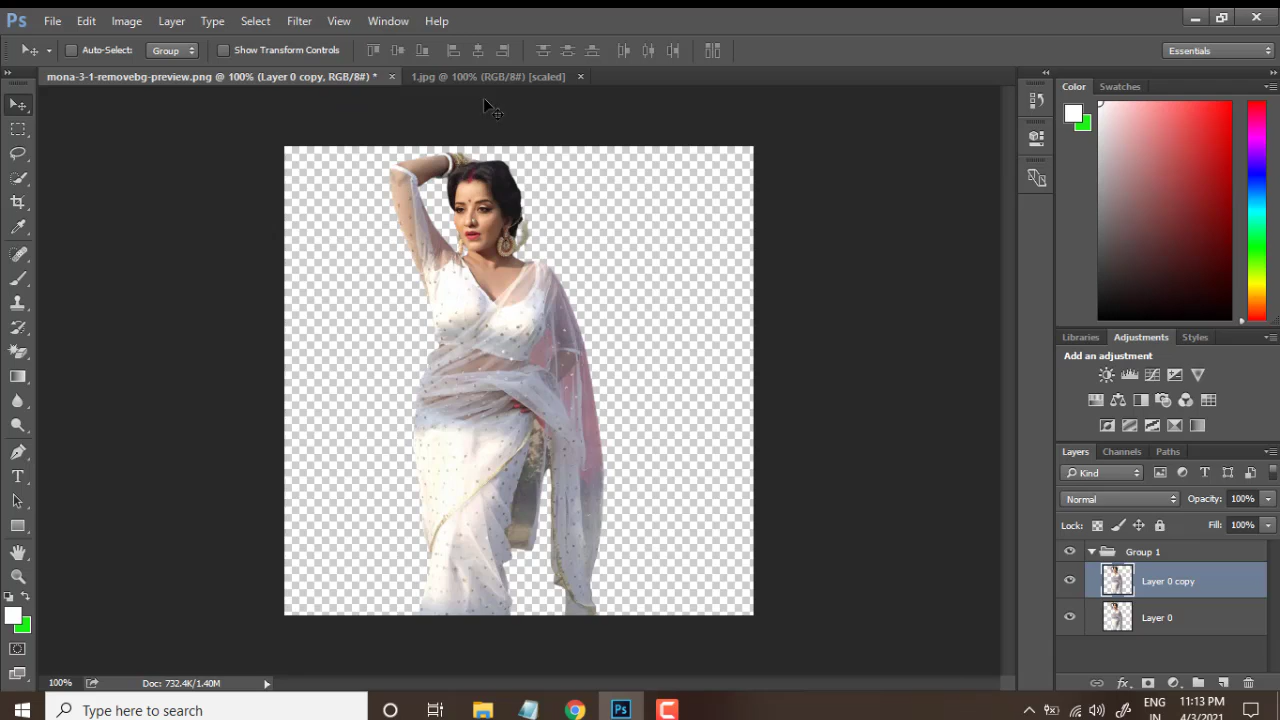 Ps File Edit Image Layer Type Select Filter View Window Help
Auto-Select: Group Show Transform Controls Essentials
mona-3-1-removebg-preview.png @ 100% (Layer 0 copy, RGB/8#) * × 1.jpg @ 100% (RGB/8#) [scaled] ×
Color Swatches
Libraries Adjustments Styles
Add an adjustment
Layers Channels Paths
Kind
Normal Opacity: 100%
Lock: Fill: 100%
Group 1
Layer 0 copy
Layer 0
100% Doc: 732.4K/1.40M
fx
Type here to search
Ps
ENG
IN
11:13 PM
4/3/2021